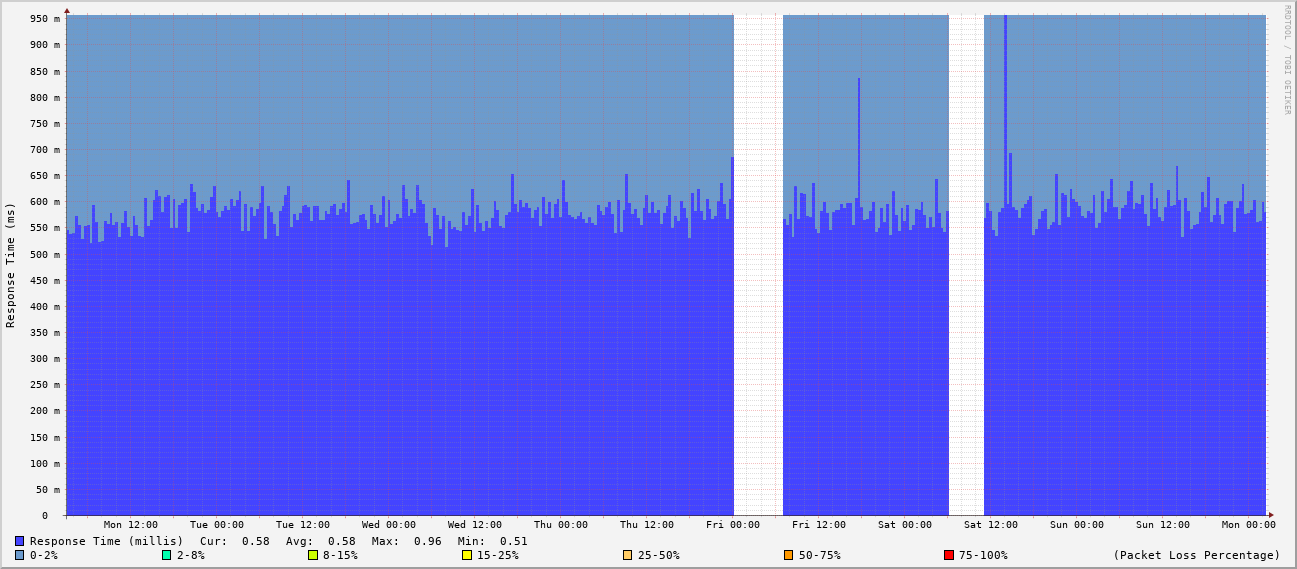 950 m
900 m
850 m
800 m
750 m
700 m
650 m
600 m
550 m
500 m
450 m
400 m
350 m
300 m
250 m
200 m
150 m
100 m
50 m
0
Response Time (ms)
RRDTOOL / TOBI OETIKER
Mon 12:00 Tue 00:00 Tue 12:00 Wed 00:00 Wed 12:00 Thu 00:00 Thu 12:00 Fri 00:00 Fri 12:00 Sat 00:00 Sat 12:00 Sun 00:00 Sun 12:00 Mon 00:00
Response Time (millis) Cur: 0.58 Avg: 0.58 Max: 0.96 Min: 0.51
0-2% 2-8% 8-15% 15-25% 25-50% 50-75% 75-100% (Packet Loss Percentage)